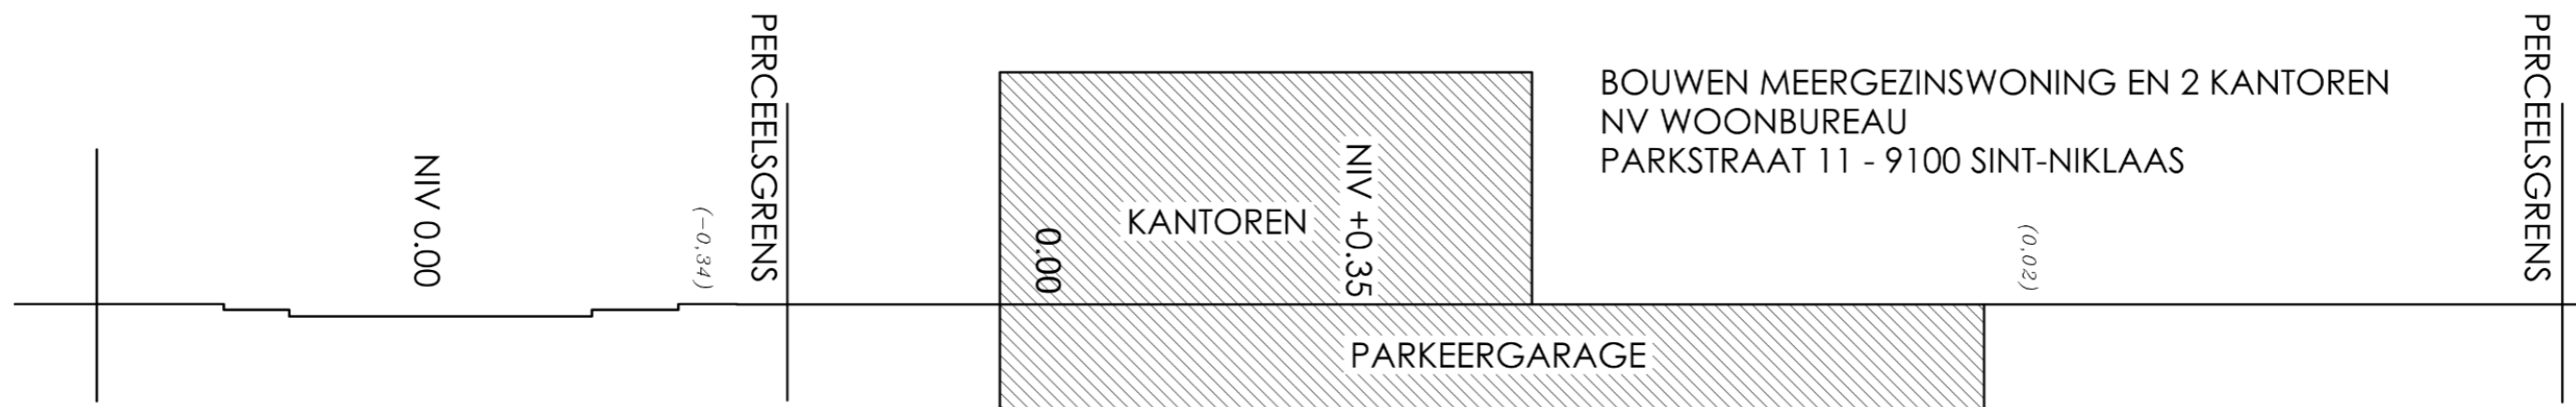 NIV 0.00
(-0,34)
PERCEELSGRENS
0.00
KANTOREN
NIV +0.35
PARKEERGARAGE
BOUWEN MEERGEZINSWONING EN 2 KANTOREN
NV WOONBUREAU
PARKSTRAAT 11 - 9100 SINT-NIKLAAS
(0,02)
PERCEELSGRENS